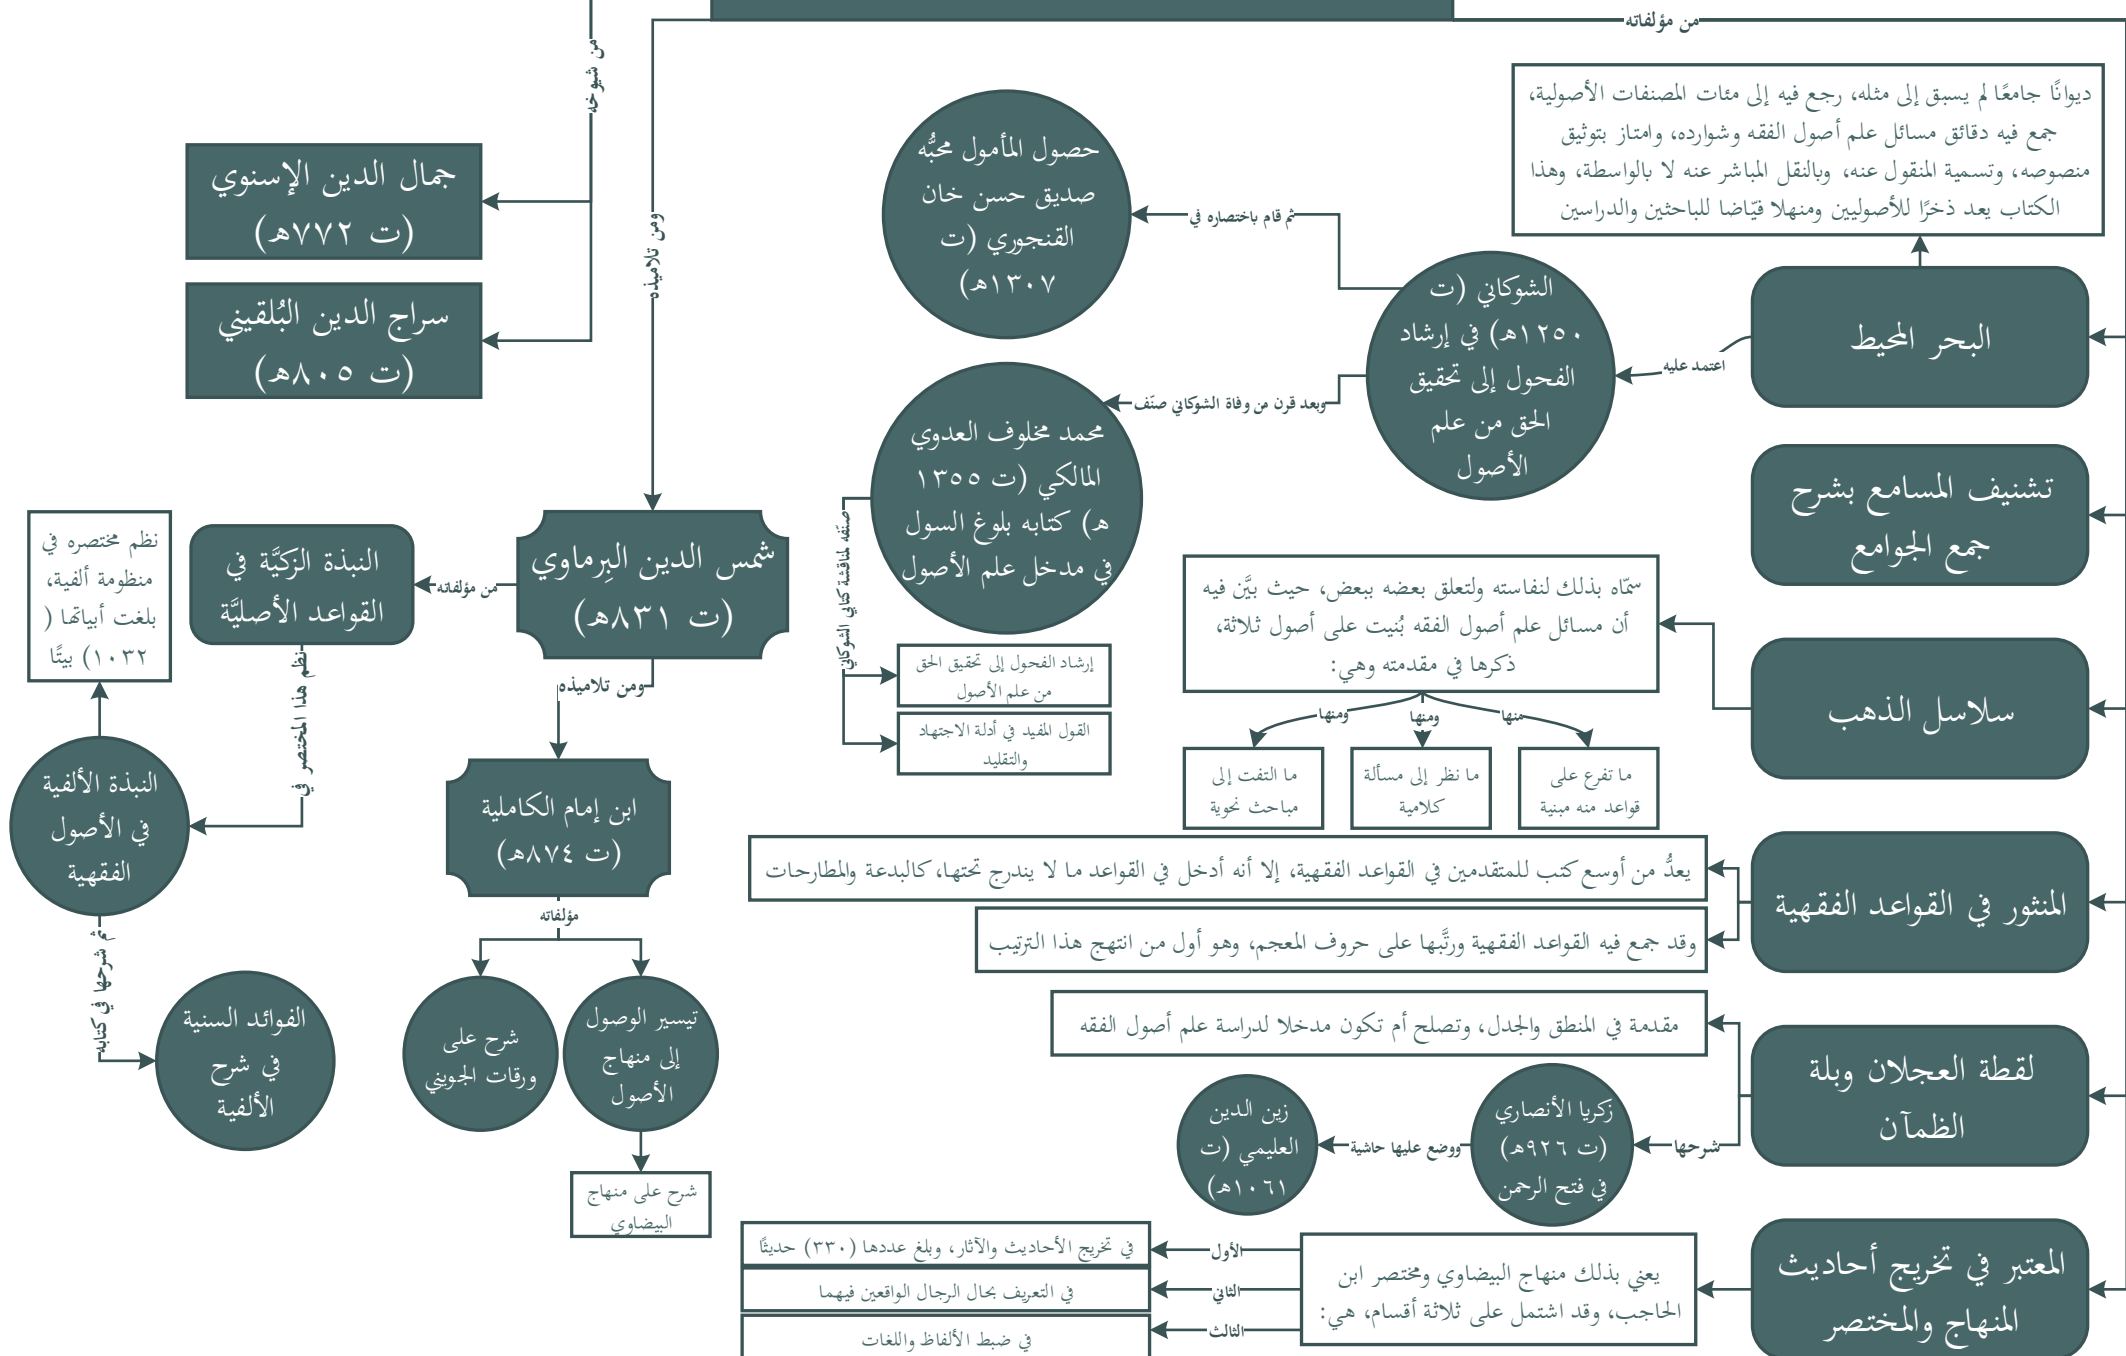 من مؤلفاته
ديوانًا جامعًا لم يسبق إلى مثله، رجع فيه إلى مئات المصنفات الأصولية،
جمع فيه دقائق مسائل علم أصول الفقه وشوارده، وامتاز بتوثيق
منصوصه، وتسمية المنقول عنه، وبالنقل المباشر عنه لا بالواسطة، وهذا
الكتاب يعد ذخرًا للأصوليين ومنهلا فيّاضا للباحثين والدراسين
البحر المحيط
اعتمد عليه
الشوكاني (ت
١٢٥٠هـ) في إرشاد
الفحول إلى تحقيق
الحق من علم
الأصول
ثم قام باختصاره في
حصول المأمول محبُّه
صديق حسن خان
القنجوري (ت
١٣٠٧هـ)
وبعد قرن من وفاة الشوكاني صنّف
محمد مخلوف العدوي
المالكي (ت ١٣٥٥
هـ) كتابه بلوغ السول
في مدخل علم الأصول
صنّفه لمناقشة كتابي الشوكاني
إرشاد الفحول إلى تحقيق الحق
من علم الأصول
القول المفيد في أدلة الاجتهاد
والتقليد
تشنيف المسامع بشرح
جمع الجوامع
سلاسل الذهب
سمّاه بذلك لنفاسته ولتعلق بعضه ببعض، حيث بيَّن فيه
أن مسائل علم أصول الفقه بُنيت على أصول ثلاثة،
ذكرها في مقدمته وهي:
منها
ومنها
ومنها
ما تفرع على
قواعد منه مبنية
ما نظر إلى مسألة
كلامية
ما التفت إلى
مباحث نحوية
المنثور في القواعد الفقهية
يعدُّ من أوسع كتب للمتقدمين في القواعد الفقهية، إلا أنه أدخل في القواعد ما لا يندرج تحتها، كالبدعة والمطارحات
وقد جمع فيه القواعد الفقهية ورتَّبها على حروف المعجم، وهو أول من انتهج هذا الترتيب
لقطة العجلان وبلة
الظمآن
مقدمة في المنطق والجدل، وتصلح أم تكون مدخلا لدراسة علم أصول الفقه
شرحها
زكريا الأنصاري
(ت ٩٢٦هـ)
في فتح الرحمن
ووضع عليها حاشية
زين الدين
العليمي (ت
١٠٦١هـ)
المعتبر في تخريج أحاديث
المنهاج والمختصر
يعني بذلك منهاج البيضاوي ومختصر ابن
الحاجب، وقد اشتمل على ثلاثة أقسام، هي:
الأول
في تخريج الأحاديث والآثار، وبلغ عددها (٣٣٠) حديثًا
الثاني
في التعريف بحال الرجال الواقعين فيهما
الثالث
في ضبط الألفاظ واللغات
من شيوخه
جمال الدين الإسنوي
(ت ٧٧٢هـ)
سراج الدين البُلقيني
(ت ٨٠٥هـ)
ومن تلاميذه
شمس الدين البِرماوي
(ت ٨٣١هـ)
من مؤلفاته
النبذة الزكيَّة في
القواعد الأصليَّة
نظم هذا المختصر في
النبذة الألفية
في الأصول
الفقهية
نظم مختصره في
منظومة ألفية،
بلغت أبياتها (
١٠٣٢) بيتًا
ثم شرحها في كتابه
الفوائد السنية
في شرح
الألفية
ومن تلاميذه
ابن إمام الكاملية
(ت ٨٧٤هـ)
مؤلفاته
تيسير الوصول
إلى منهاج
الأصول
شرح على
ورقات الجويني
شرح على منهاج
البيضاوي